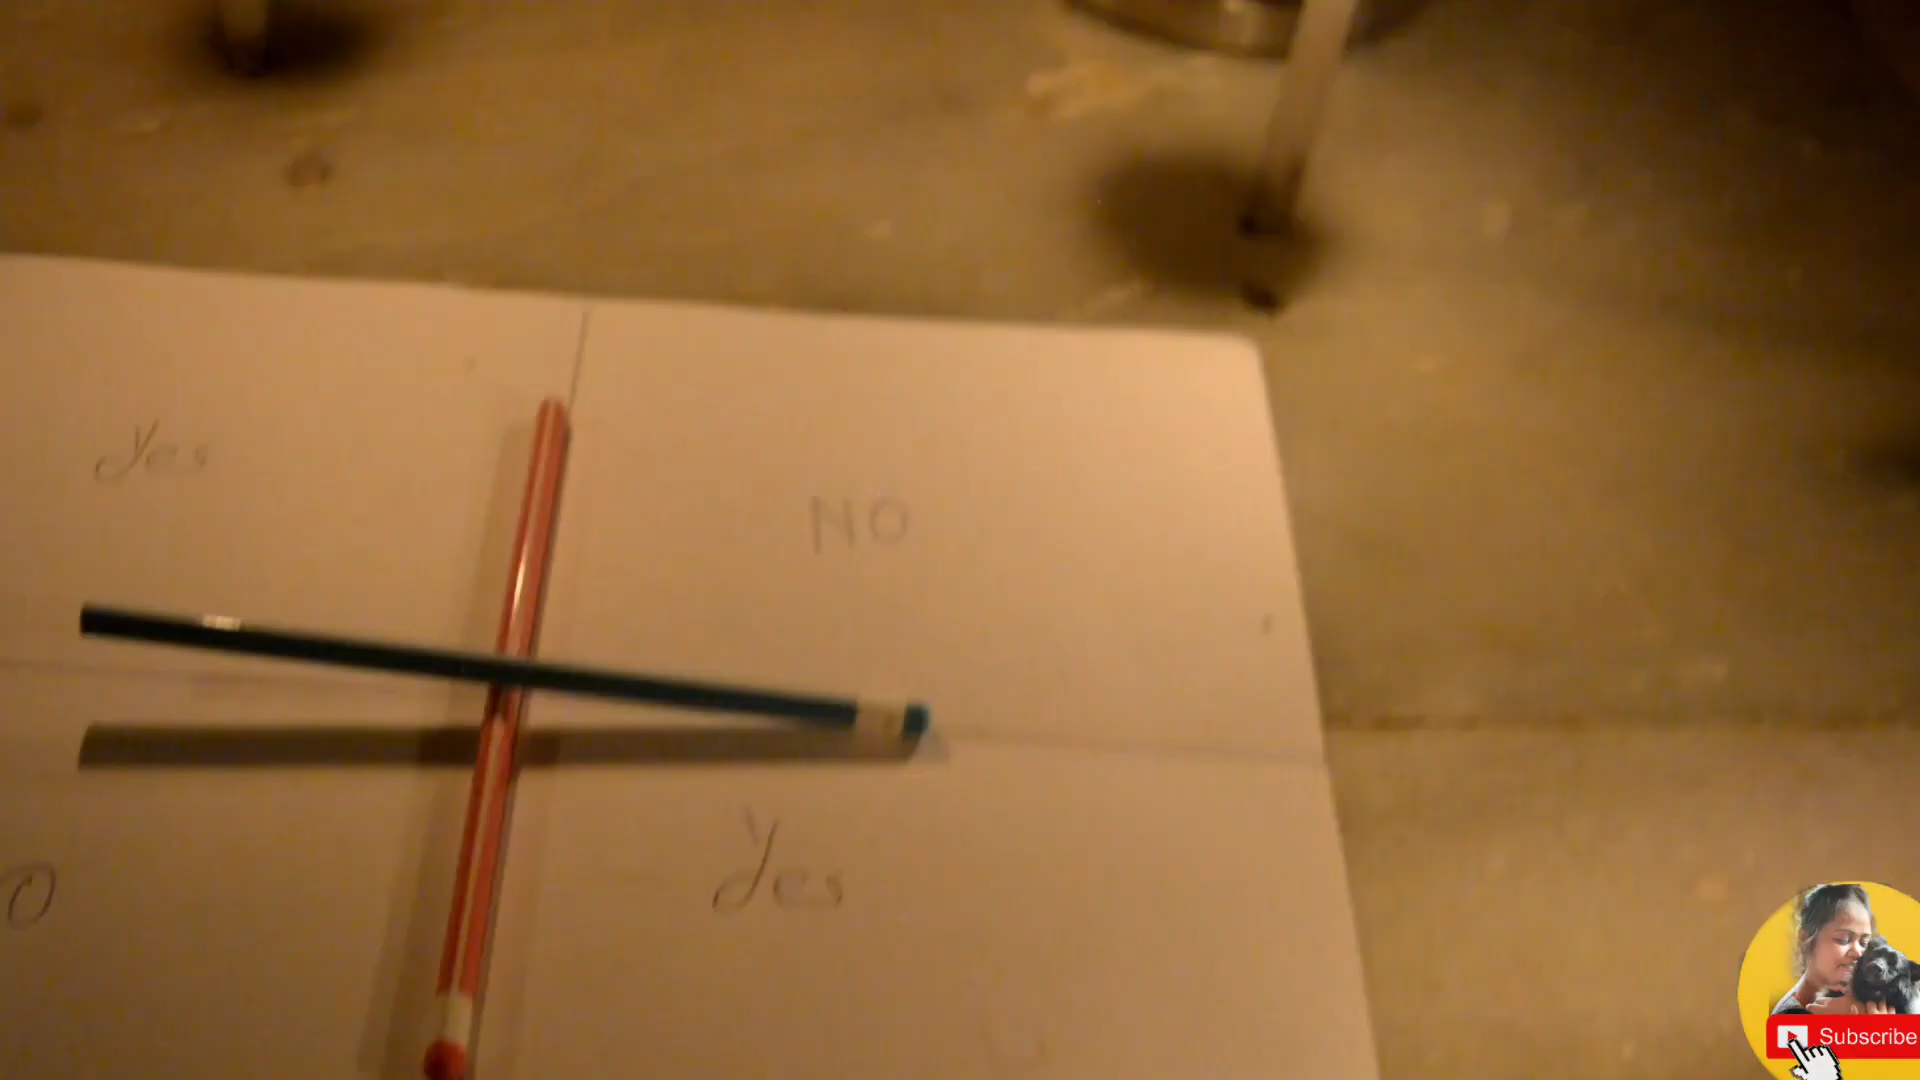 Yes
NO
O
Yes
Subscribe